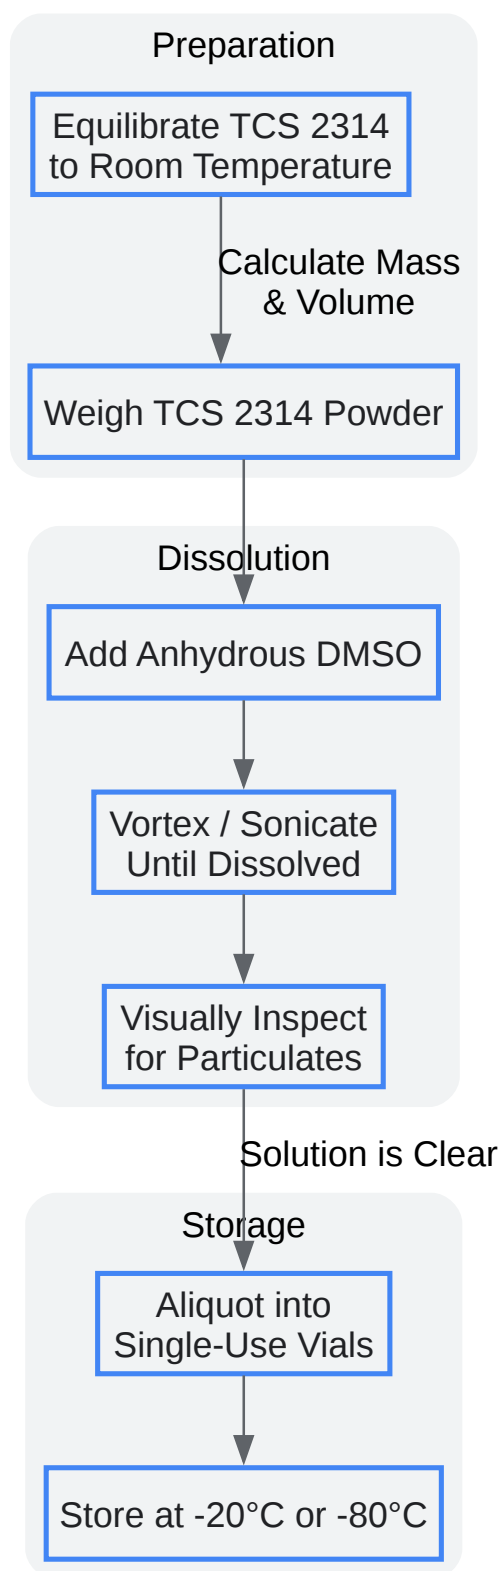 Preparation
Equilibrate TCS 2314
to Room Temperature
Calculate Mass
& Volume
Weigh TCS 2314 Powder
Dissolution
Add Anhydrous DMSO
Vortex / Sonicate
Until Dissolved
Visually Inspect
for Particulates
Solution is Clear
Storage
Aliquot into
Single-Use Vials
Store at -20°C or -80°C